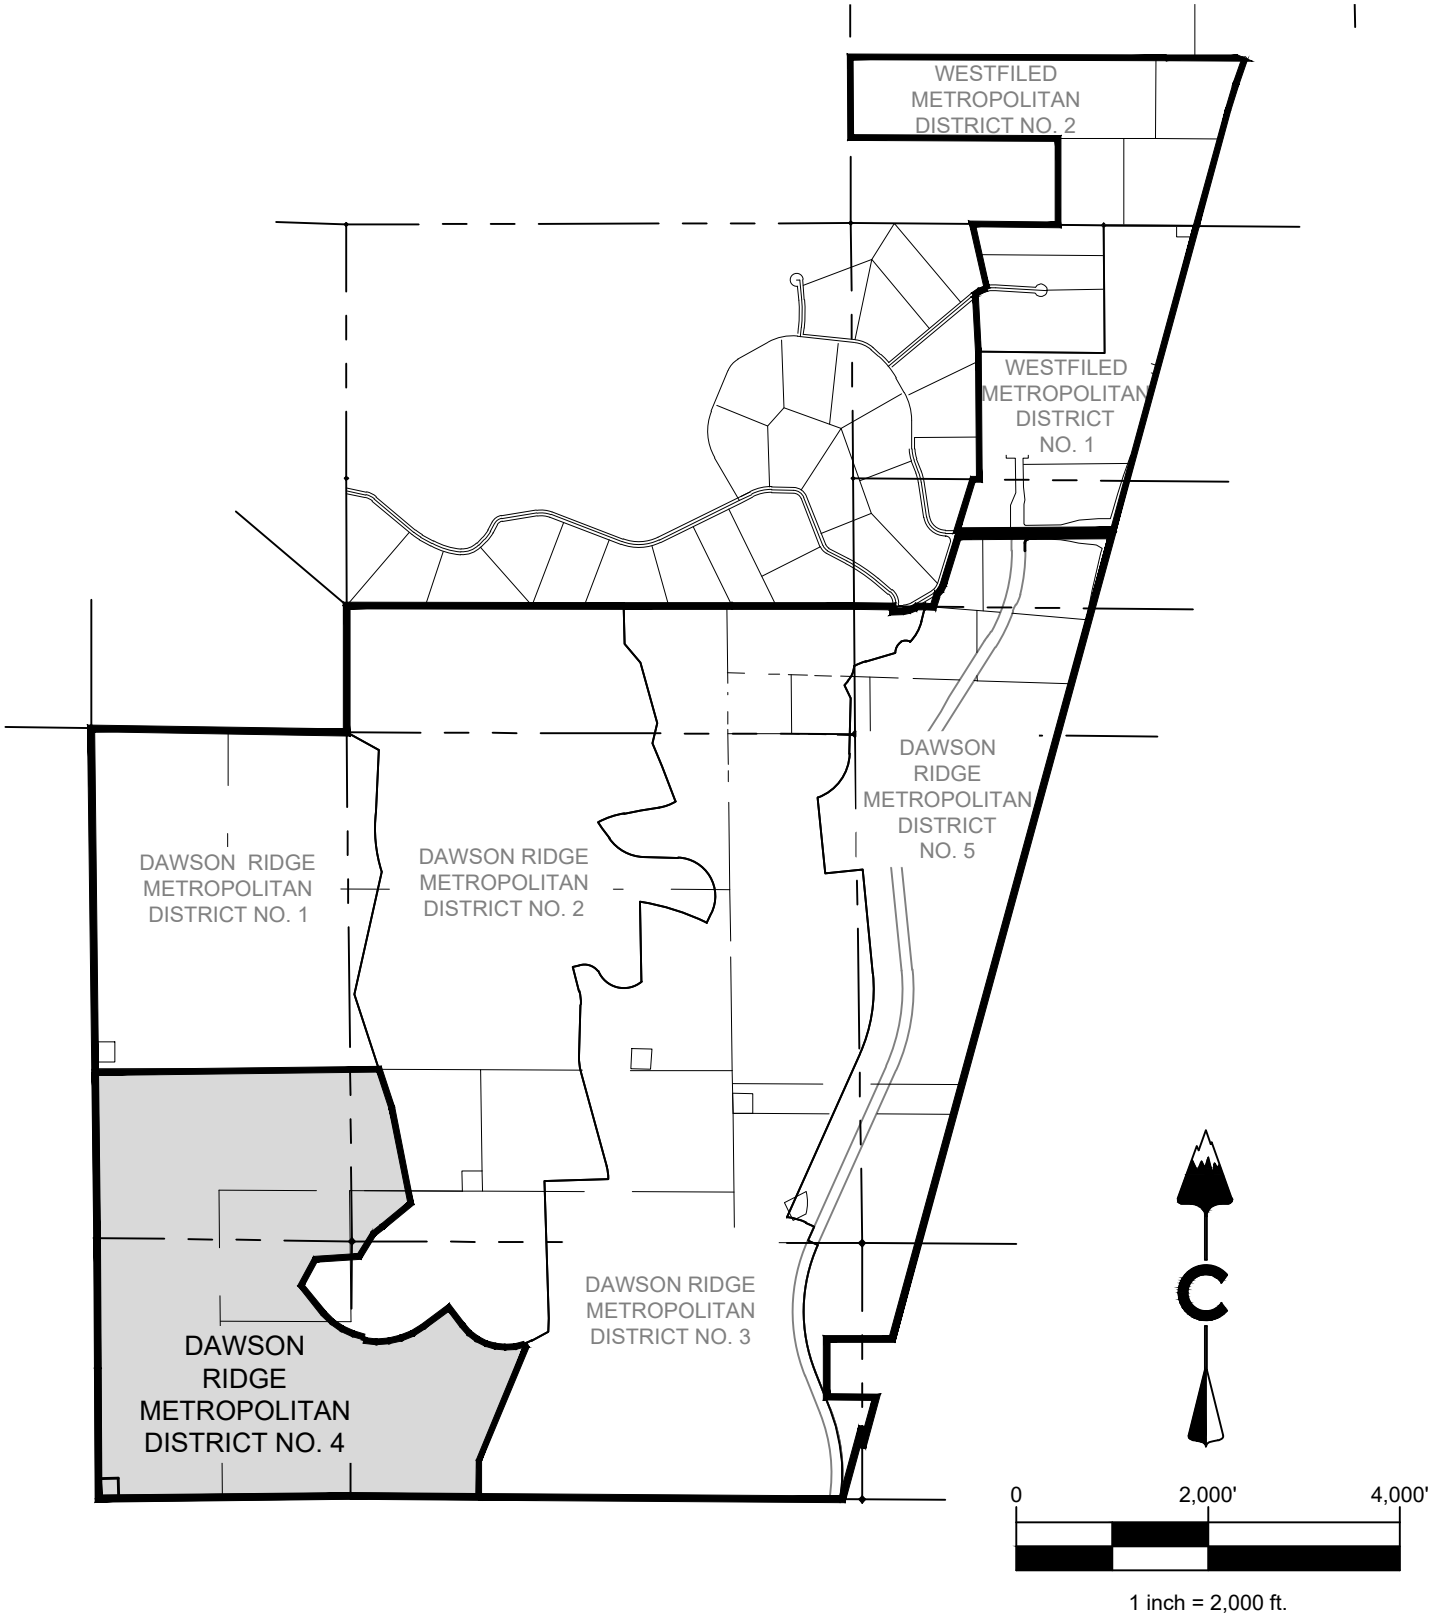 WESTFILED
METROPOLITAN
DISTRICT NO. 2
WESTFILED
METROPOLITAN
DISTRICT
NO. 1
DAWSON
RIDGE
METROPOLITAN
DISTRICT
NO. 5
DAWSON RIDGE
METROPOLITAN
DISTRICT NO. 1
DAWSON RIDGE
METROPOLITAN
DISTRICT NO. 2
DAWSON RIDGE
METROPOLITAN
DISTRICT NO. 3
DAWSON
RIDGE
METROPOLITAN
DISTRICT NO. 4
C
0 2,000' 4,000'
1 inch = 2,000 ft.